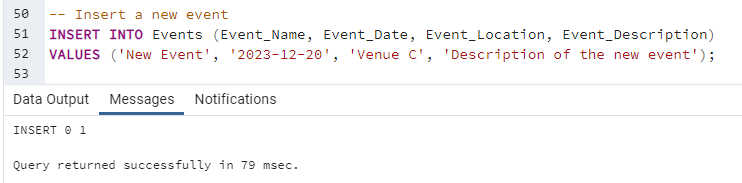 50 -- Insert a new event
51 INSERT INTO Events (Event_Name, Event_Date, Event_Location, Event_Description)
52 VALUES ('New Event', '2023-12-20', 'Venue C', 'Description of the new event');
53
Data Output Messages Notifications
INSERT 0 1
Query returned successfully in 79 msec.